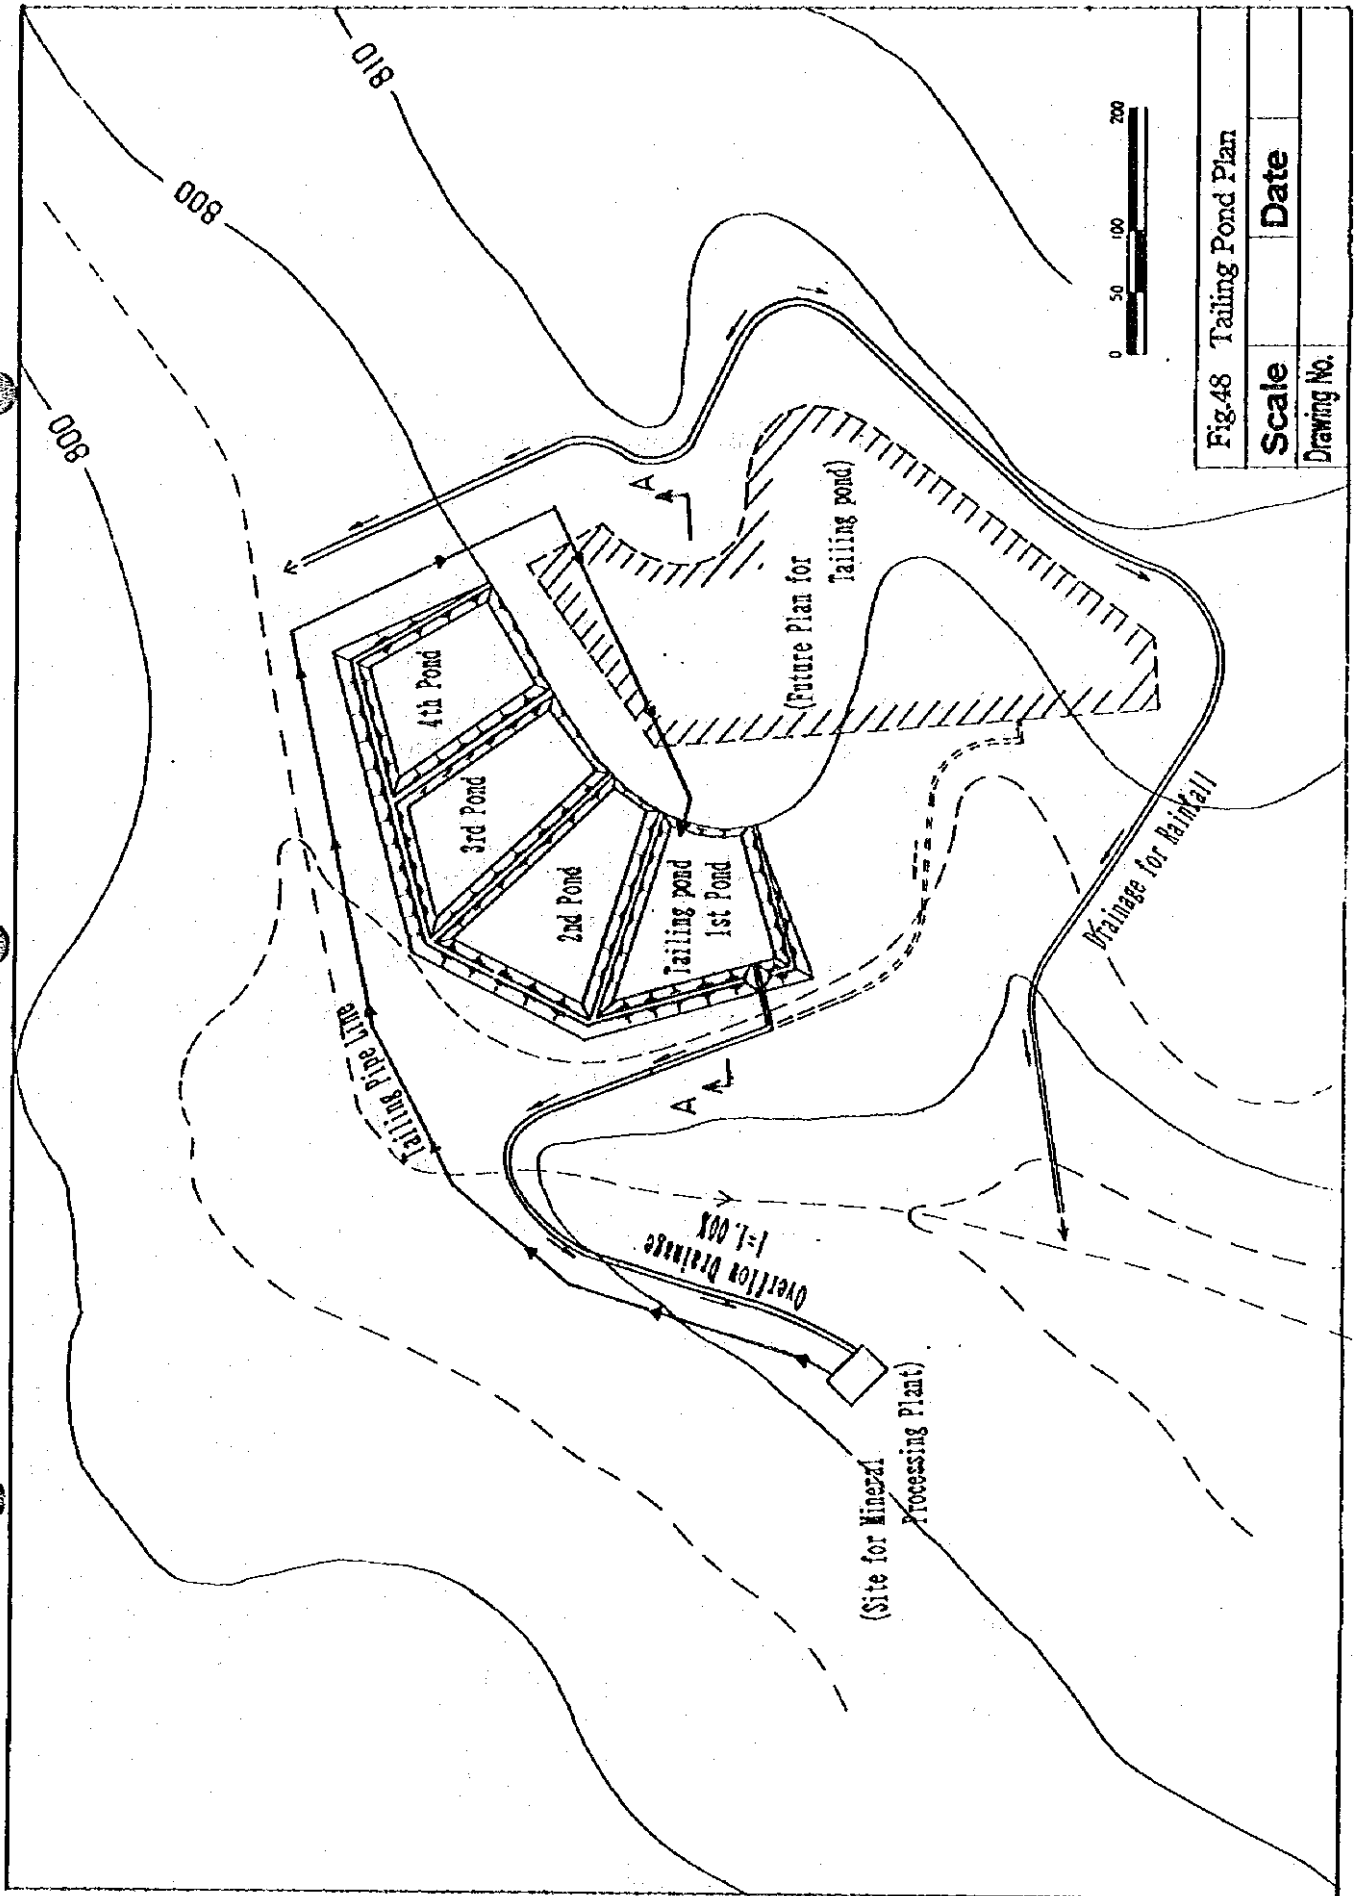 800
800
810
4th Pond
3rd Pond
2nd Pond
Tailing pond
1st Pond
A
A
(Future Plan for
Tailing pond)
Tailing Pipe Line
Overflow Drainage
I=1.00%
Drainage for Rainfall
(Site for Mineral
Processing Plant)
0 50 100 200
Fig.48 Tailing Pond Plan
Scale Date
Drawing No.